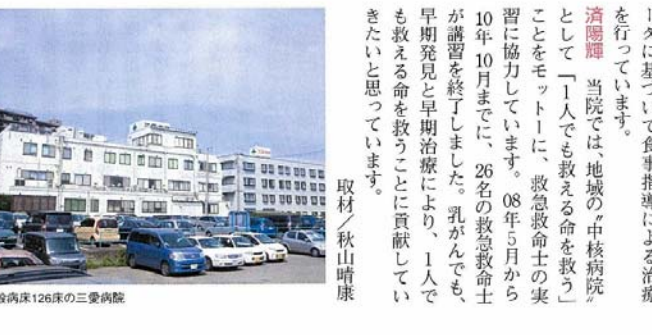 ータに基づいて食事指導による治療
を行っています。
済陽輝 当院では、地域の〝中核病院〟
として「1人でも救える命を救う」
ことをモットーに、救急救命士の実
習に協力しています。08年5月から
10年10月までに、26名の救急救命士
が講習を終了しました。乳がんでも、
早期発見と早期治療により、1人で
も救える命を救うことに貢献してい
きたいと思っています。
取材／秋山晴康
般病床126床の三愛病院